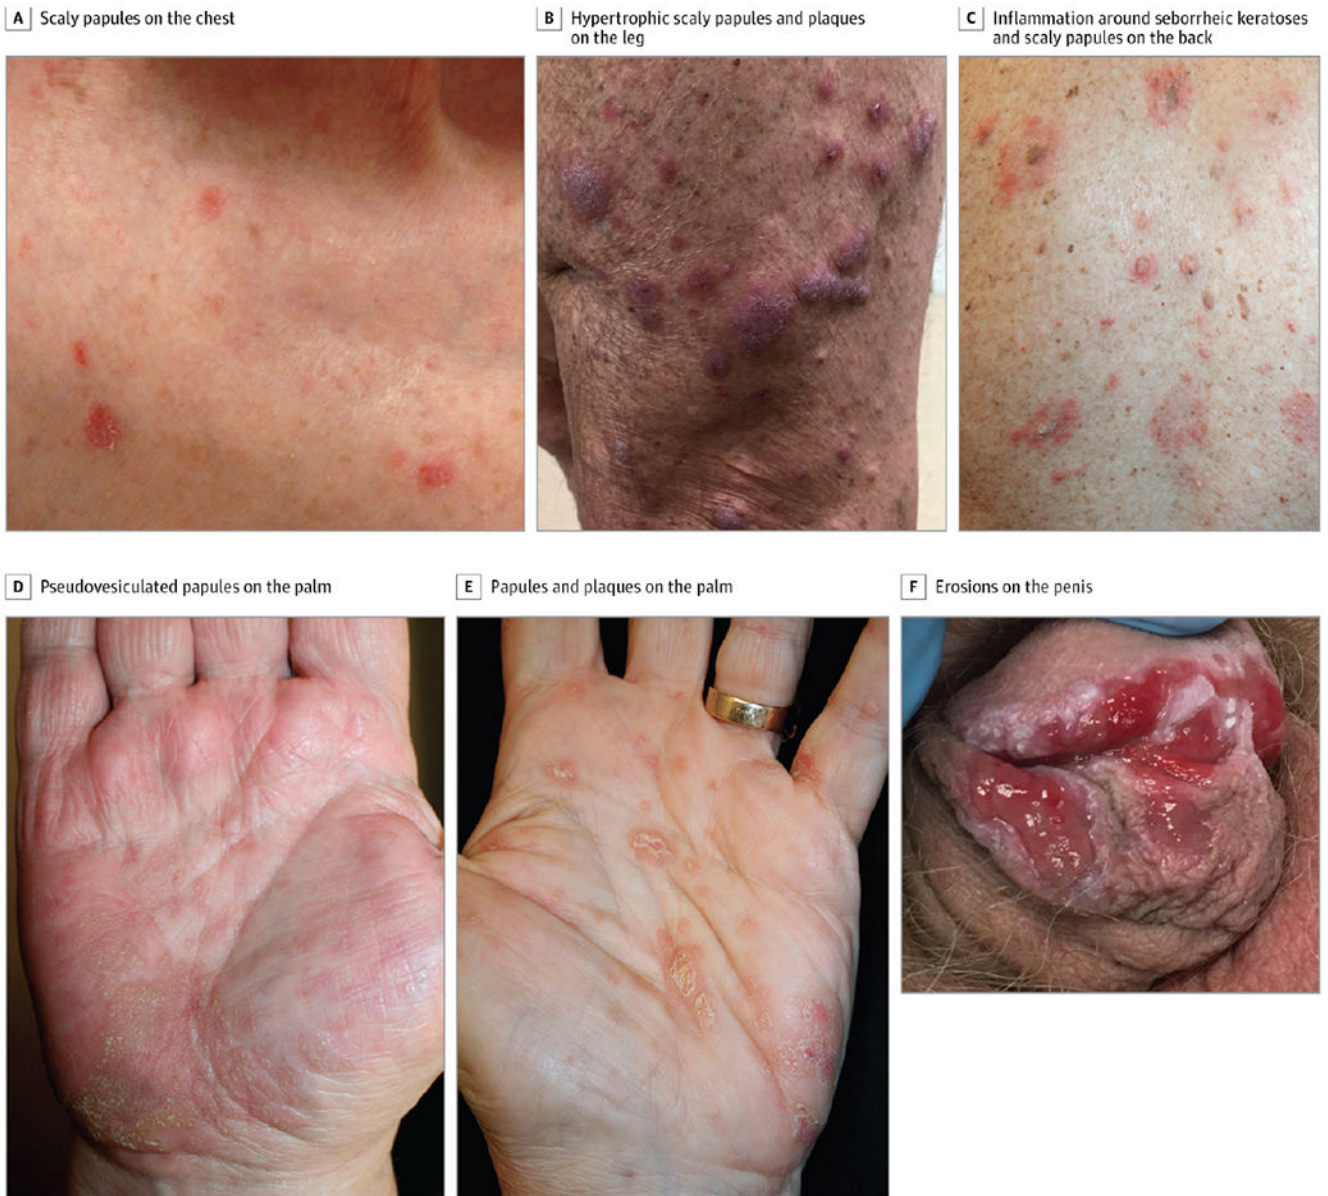 A Scaly papules on the chest
B Hypertrophic scaly papules and plaques
on the leg
C Inflammation around seborrheic keratoses
and scaly papules on the back
D Pseudovesiculated papules on the palm
E Papules and plaques on the palm
F Erosions on the penis